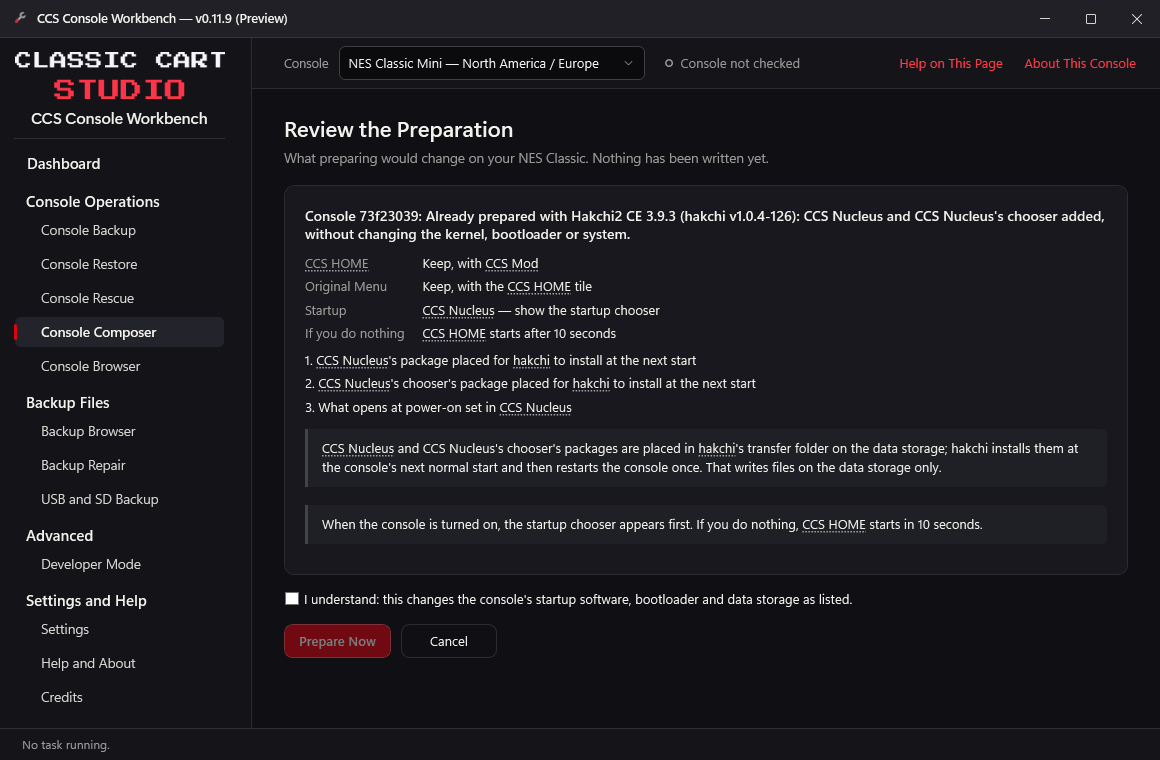 CCS Console Workbench — v0.11.9 (Preview)
CLASSIC CART
STUDIO
CCS Console Workbench
Dashboard
Console Operations
Console Backup
Console Restore
Console Rescue
Console Composer
Console Browser
Backup Files
Backup Browser
Backup Repair
USB and SD Backup
Advanced
Developer Mode
Settings and Help
Settings
Help and About
Credits
Console
NES Classic Mini — North America / Europe
Console not checked
Help on This Page
About This Console
Review the Preparation
What preparing would change on your NES Classic. Nothing has been written yet.
Console 73f23039: Already prepared with Hakchi2 CE 3.9.3 (hakchi v1.0.4-126): CCS Nucleus and CCS Nucleus's chooser added,
without changing the kernel, bootloader or system.
CCS HOME Keep, with CCS Mod
Original Menu Keep, with the CCS HOME tile
Startup CCS Nucleus — show the startup chooser
If you do nothing CCS HOME starts after 10 seconds
1. CCS Nucleus's package placed for hakchi to install at the next start
2. CCS Nucleus's chooser's package placed for hakchi to install at the next start
3. What opens at power-on set in CCS Nucleus
CCS Nucleus and CCS Nucleus's chooser's packages are placed in hakchi's transfer folder on the data storage; hakchi installs them at
the console's next normal start and then restarts the console once. That writes files on the data storage only.
When the console is turned on, the startup chooser appears first. If you do nothing, CCS HOME starts in 10 seconds.
I understand: this changes the console's startup software, bootloader and data storage as listed.
Prepare Now
Cancel
No task running.